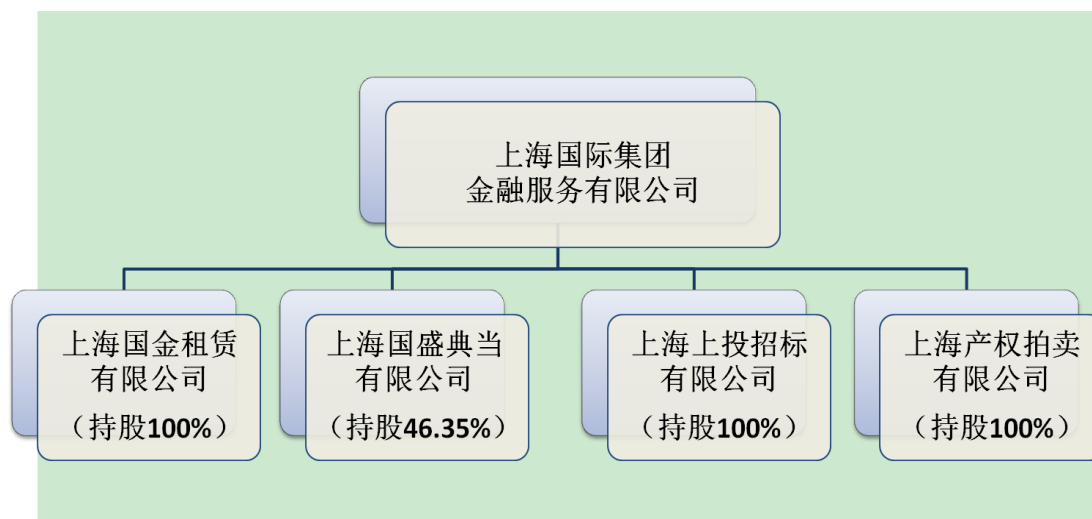 上海国际集团
金融服务有限公司
上海国金租赁
有限公司
（持股100%）
上海国盛典当
有限公司
（持股46.35%）
上海上投招标
有限公司
（持股100%）
上海产权拍卖
有限公司
（持股100%）